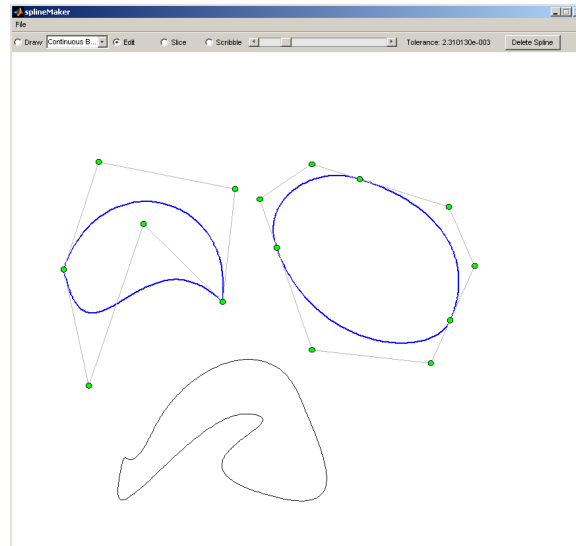 splineMaker
File
Draw Continuous B... Edit Slice Scribble Tolerance: 2.310130e-003 Delete Spline